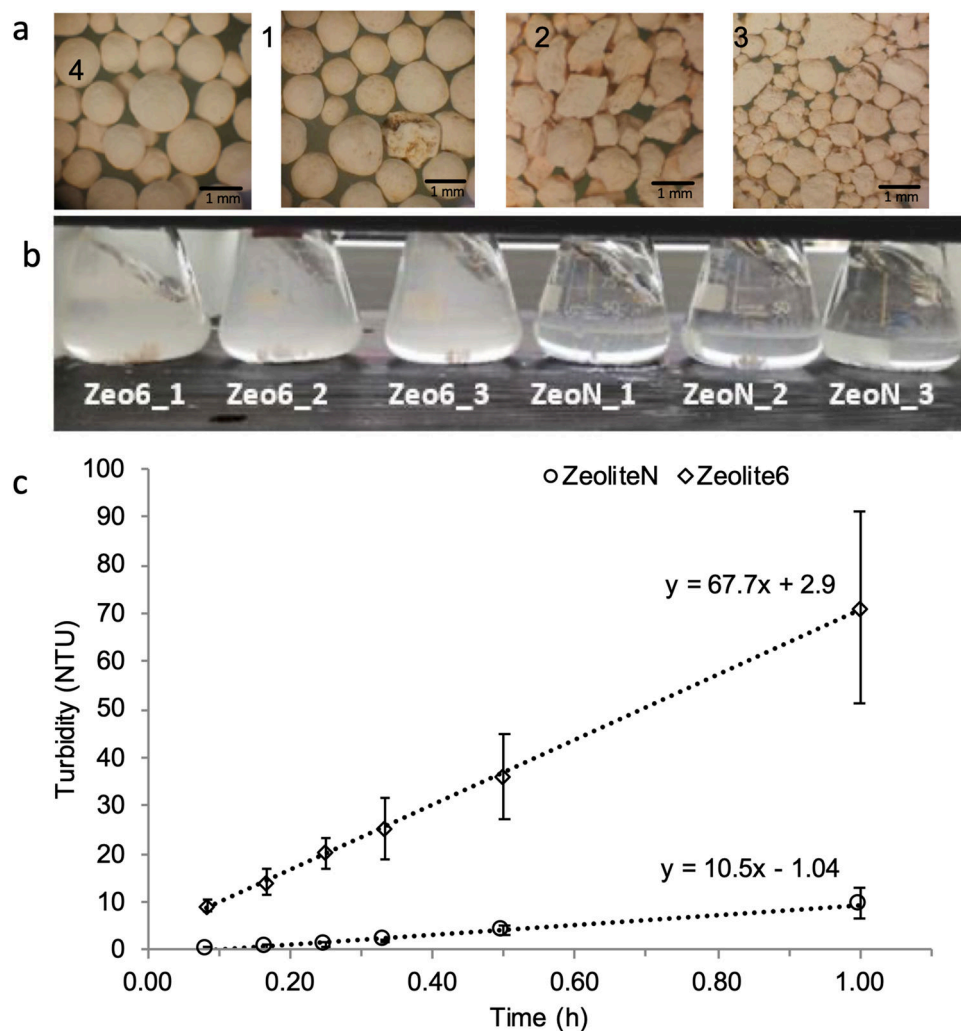 a
4
1
2
3
1 mm
1 mm
1 mm
1 mm
b
Zeo6_1 Zeo6_2 Zeo6_3 ZeoN_1 ZeoN_2 ZeoN_3
c
ZeoliteN Zeolite6
100
90
80
70
60
50
40
30
20
10
0
Turbidity (NTU)
y = 67.7x + 2.9
y = 10.5x - 1.04
0.00 0.20 0.40 0.60 0.80 1.00
Time (h)